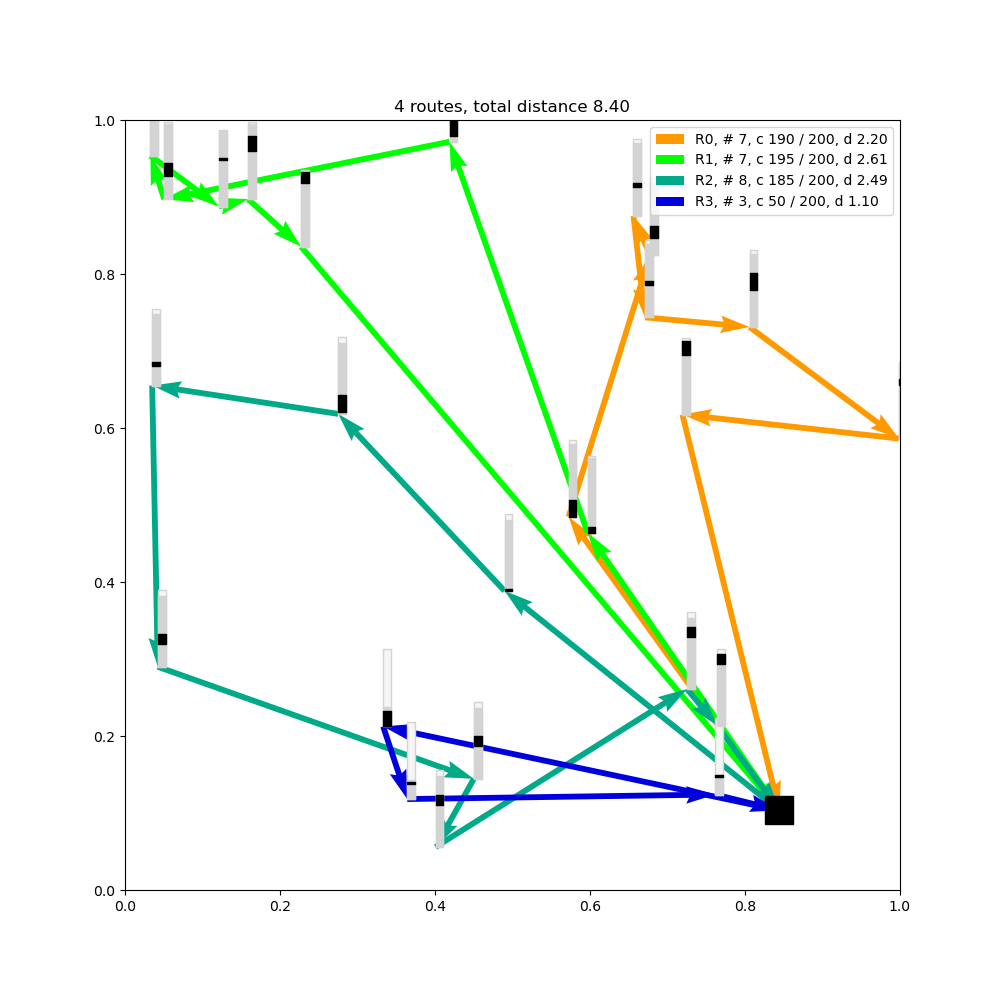 4 routes, total distance 8.40
R0, # 7, c 190 / 200, d 2.20
R1, # 7, c 195 / 200, d 2.61
R2, # 8, c 185 / 200, d 2.49
R3, # 3, c 50 / 200, d 1.10
1.0
0.8
0.6
0.4
0.2
0.0
0.0 0.2 0.4 0.6 0.8 1.0